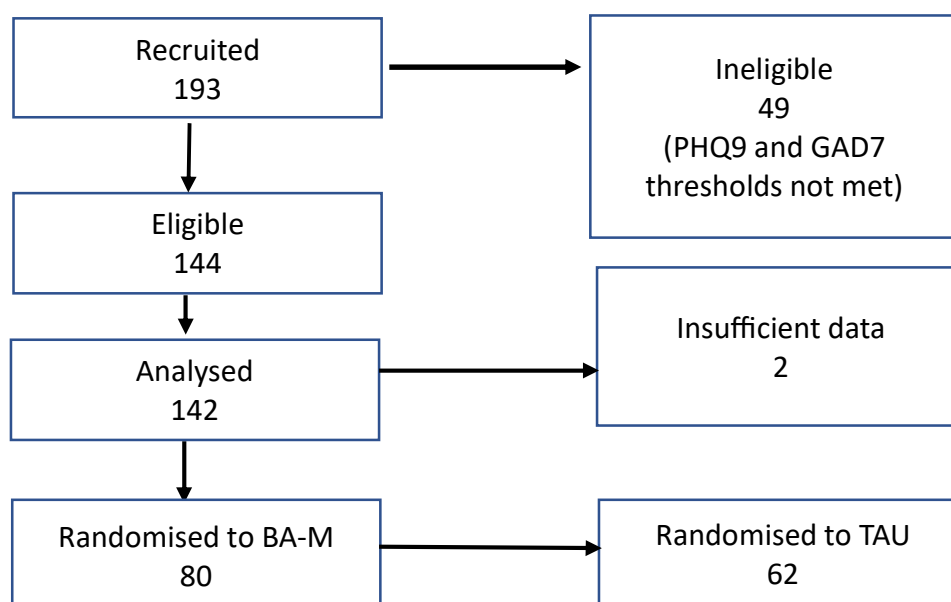 Recruited
193
Ineligible
49
(PHQ9 and GAD7
thresholds not met)
Eligible
144
Insufficient data
2
Analysed
142
Randomised to BA-M
80
Randomised to TAU
62